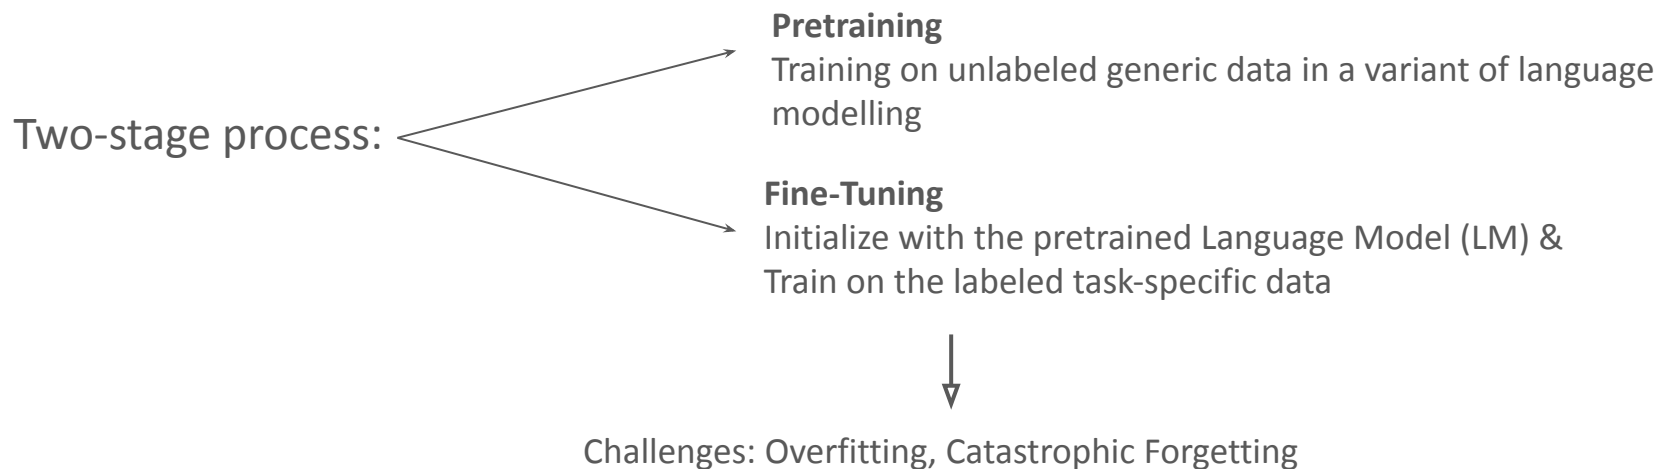 Two-stage process:
Pretraining
Training on unlabeled generic data in a variant of language
modelling
Fine-Tuning
Initialize with the pretrained Language Model (LM) &
Train on the labeled task-specific data
Challenges: Overfitting, Catastrophic Forgetting